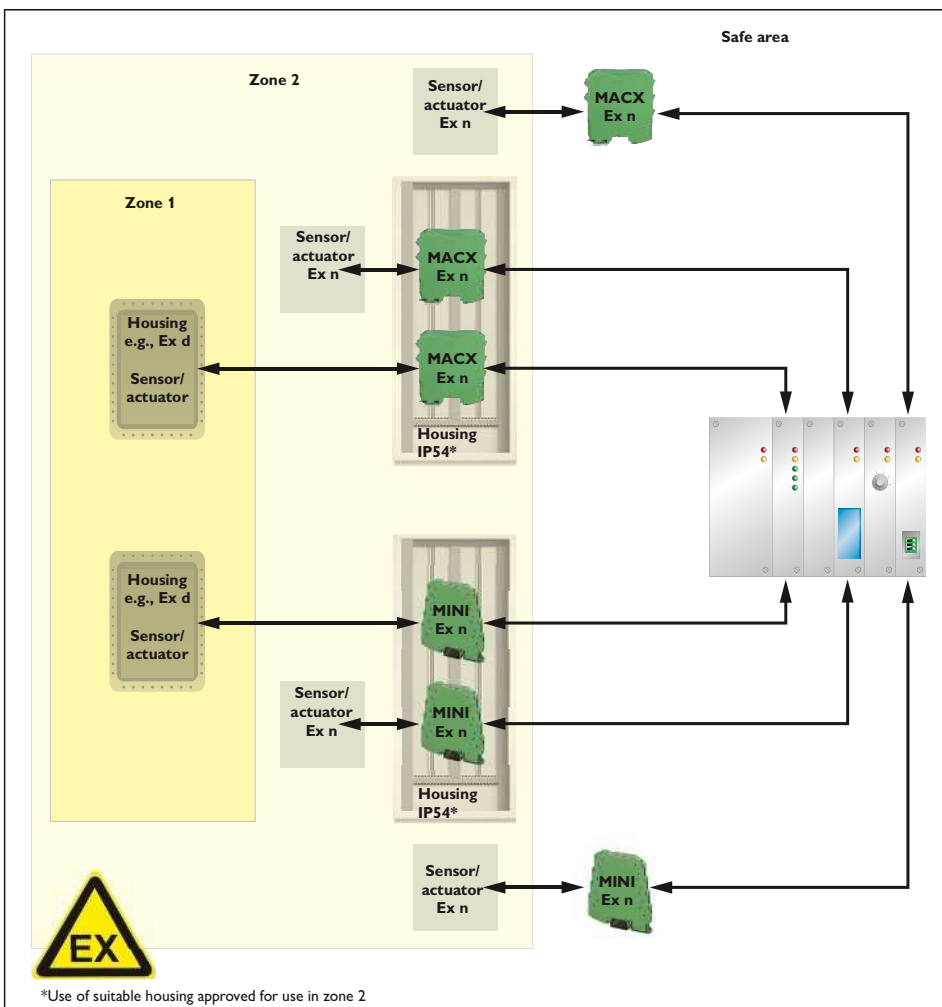 Safe area
Zone 2
Sensor/
actuator
Ex n
MACX
Ex n
Zone 1
Sensor/
actuator
Ex n
MACX
Ex n
Housing
e.g., Ex d
Sensor/
actuator
MACX
Ex n
Housing
IP54*
Housing
e.g., Ex d
Sensor/
actuator
MINI
Ex n
Sensor/
actuator
Ex n
MINI
Ex n
Housing
IP54*
Sensor/
actuator
Ex n
MINI
Ex n
EX
*Use of suitable housing approved for use in zone 2